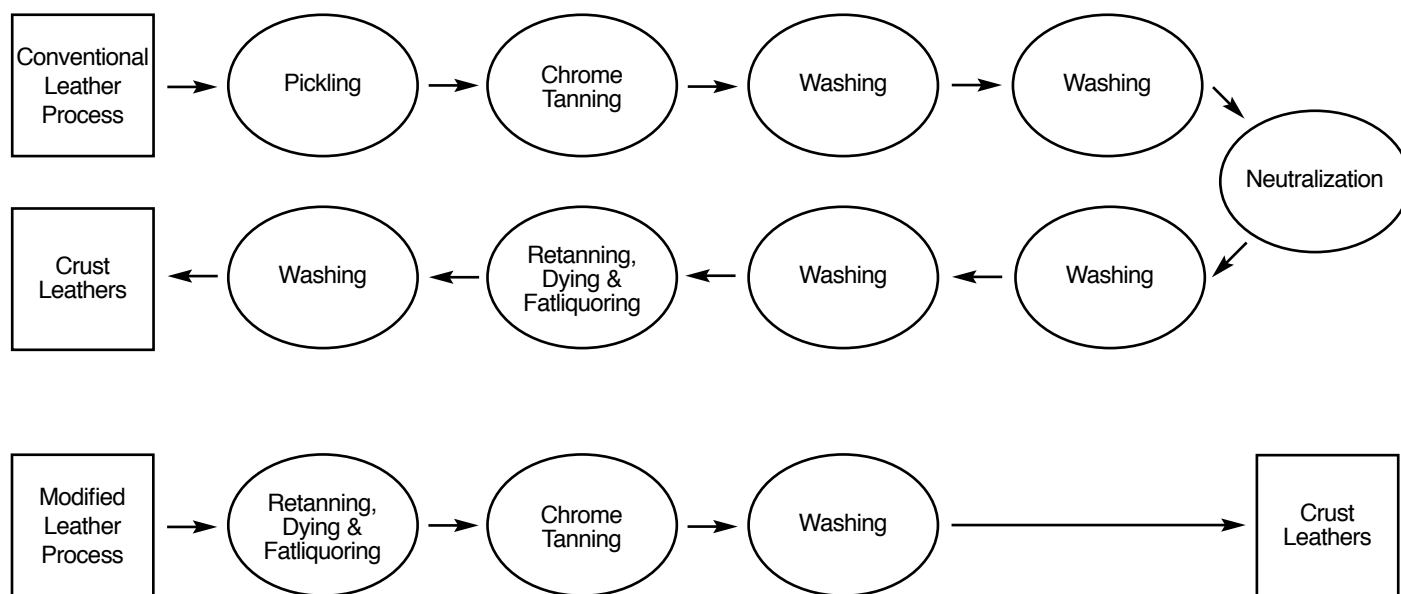 Conventional
Leather
Process
Pickling
Chrome
Tanning
Washing
Washing
Neutralization
Washing
Washing
Retanning,
Dying &
Fatliquoring
Washing
Crust
Leathers
Modified
Leather
Process
Retanning,
Dying &
Fatliquoring
Chrome
Tanning
Washing
Crust
Leathers